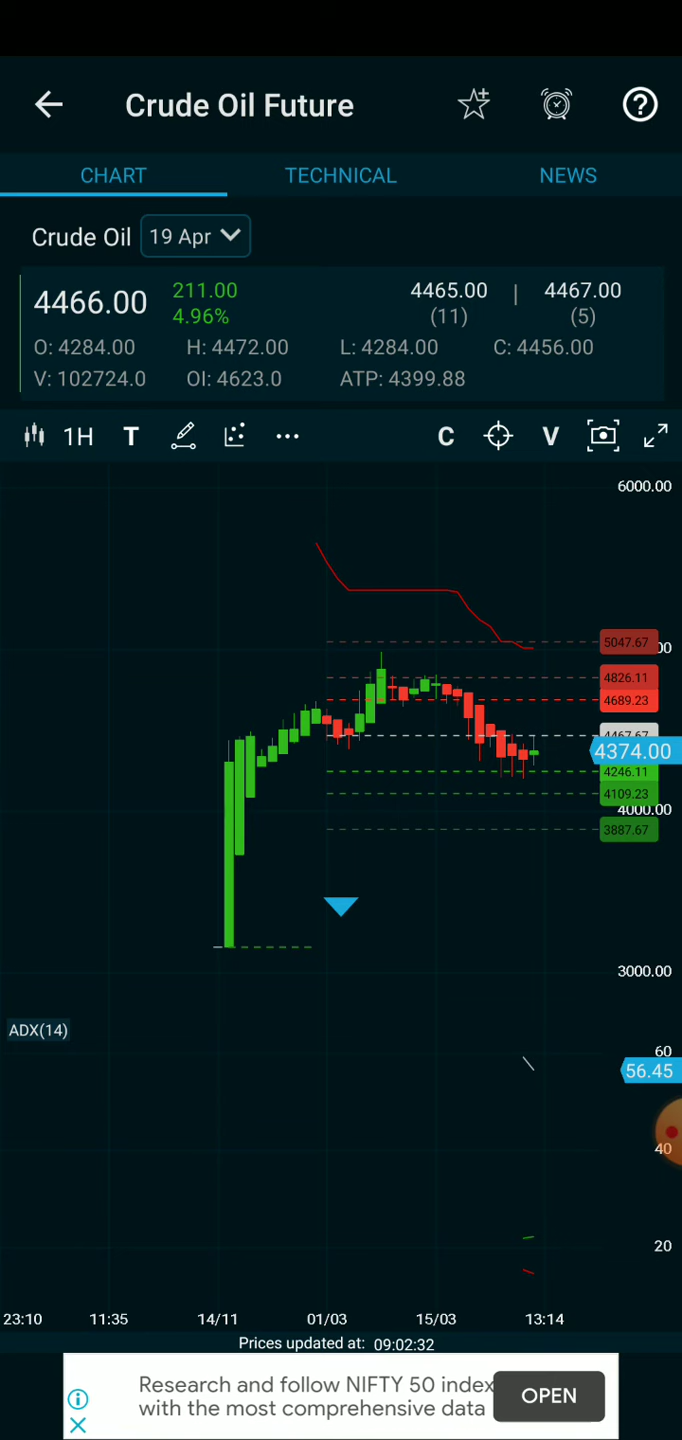 Crude Oil Future
CHART TECHNICAL NEWS
Crude Oil 19 Apr
4466.00 211.00 4.96% 4465.00 (11) | 4467.00 (5)
O: 4284.00 H: 4472.00 L: 4284.00 C: 4456.00
V: 102724.0 OI: 4623.0 ATP: 4399.88
1H T ... C V
6000.00
5047.67
4826.11
4689.23
4374.00
4246.11
4109.23
4000.00
3887.67
3000.00
ADX(14)
60
56.45
40
20
23:10 11:35 14/11 01/03 15/03 13:14
Prices updated at: 09:02:32
Research and follow NIFTY 50 index
with the most comprehensive data
OPEN